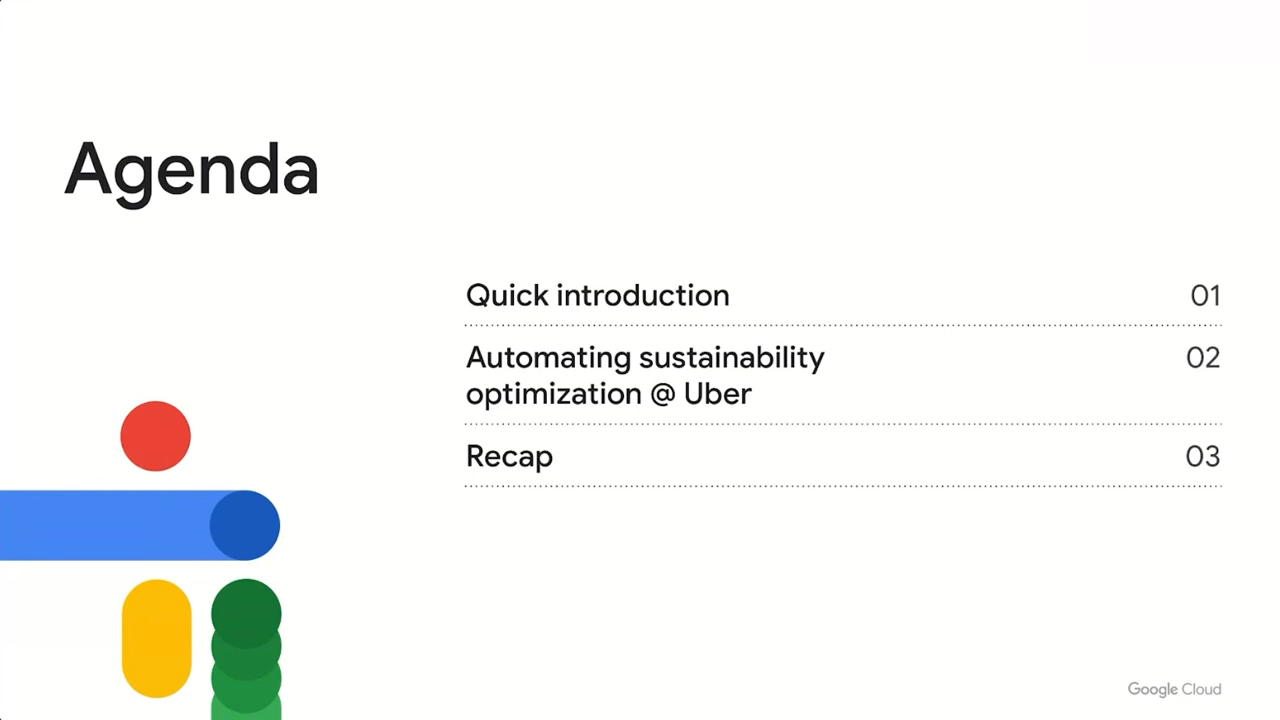 Agenda
Quick introduction 01
Automating sustainability 02
optimization @ Uber
Recap 03
Google Cloud